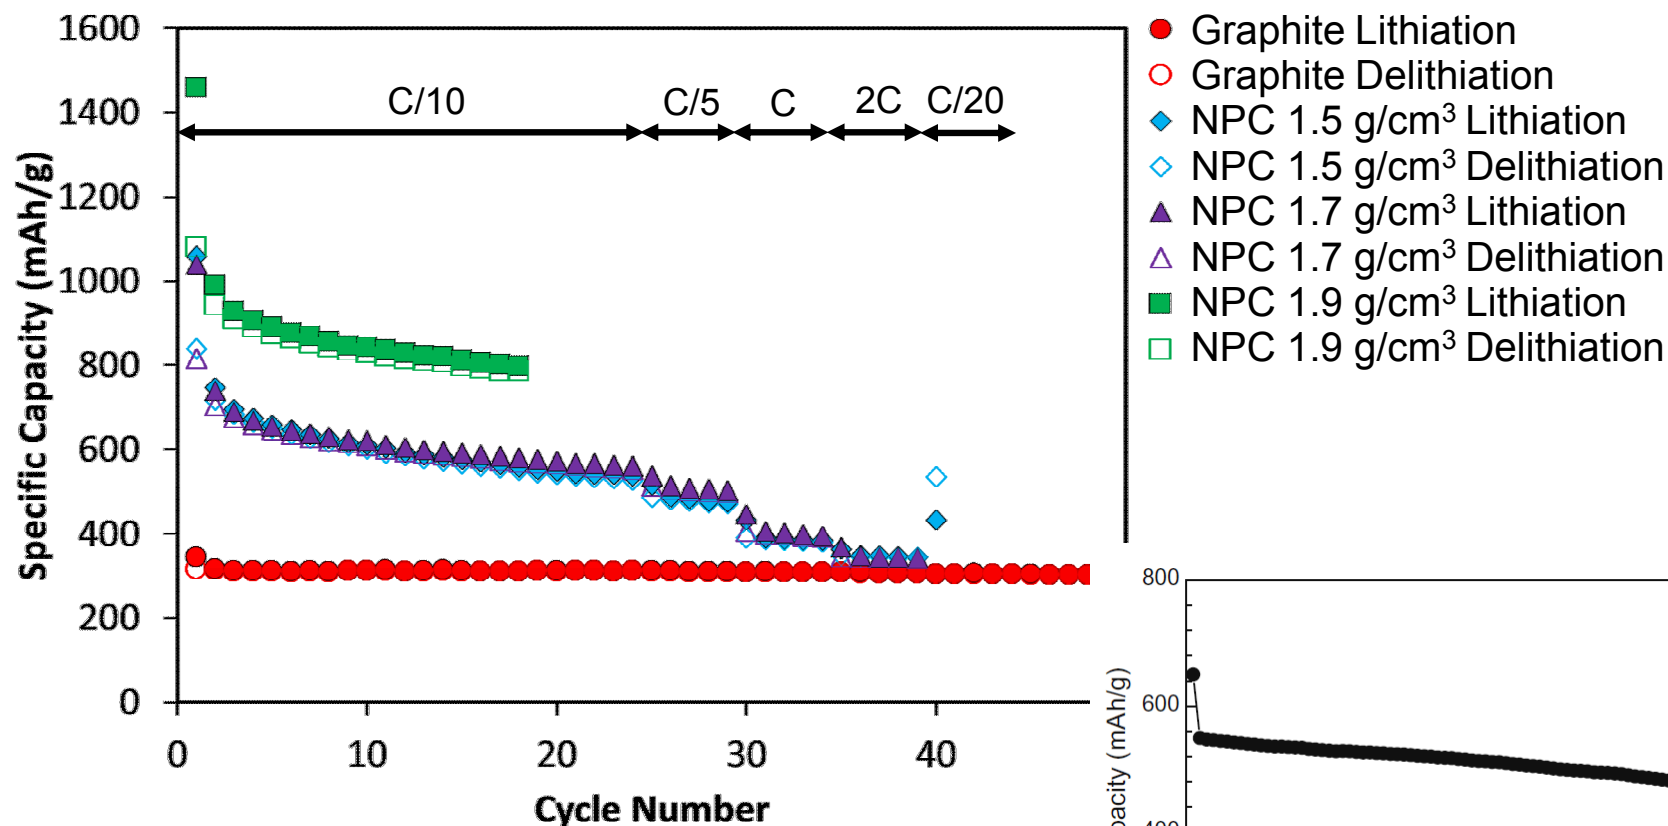 1600
1400
1200
1000
800
600
400
200
0
Specific Capacity (mAh/g)
C/10
C/5
C
2C
C/20
0
10
20
30
40
Cycle Number
Graphite Lithiation
Graphite Delithiation
NPC 1.5 g/cm³ Lithiation
NPC 1.5 g/cm³ Delithiation
NPC 1.7 g/cm³ Lithiation
NPC 1.7 g/cm³ Delithiation
NPC 1.9 g/cm³ Lithiation
NPC 1.9 g/cm³ Delithiation
800
600
(mAh/g)